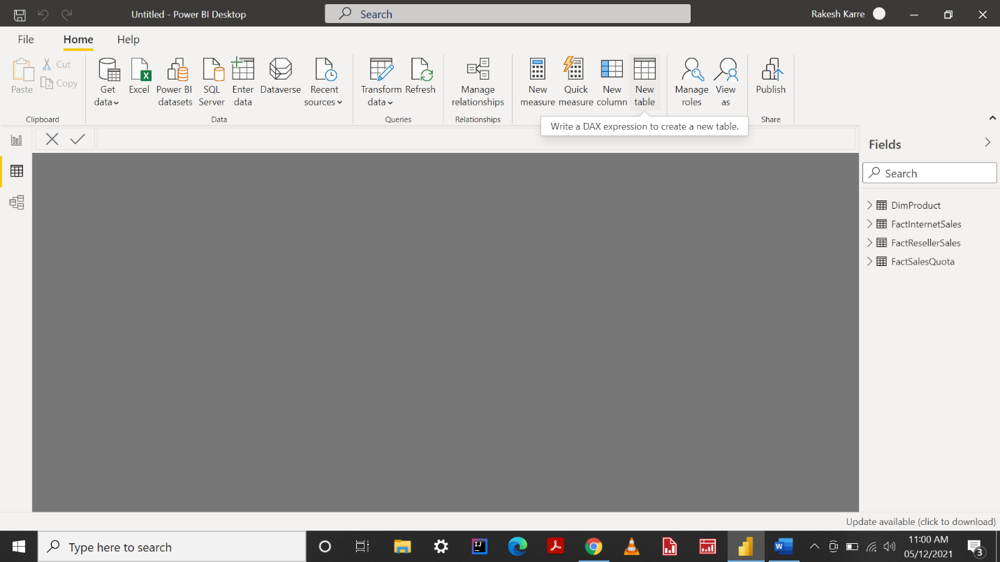 Untitled - Power BI Desktop
Search
Rakesh Karre
File
Home
Help
Paste
Cut
Copy
Get data
Excel
Power BI datasets
SQL Server
Enter data
Dataverse
Recent sources
Transform data
Refresh
Manage relationships
New measure
Quick measure
New column
New table
Manage roles
View as
Publish
Clipboard
Data
Queries
Relationships
Share
Write a DAX expression to create a new table.
Fields
Search
DimProduct
FactInternetSales
FactResellerSales
FactSalesQuota
Update available (click to download)
Type here to search
IJ
W
11:00 AM
05/12/2021
3